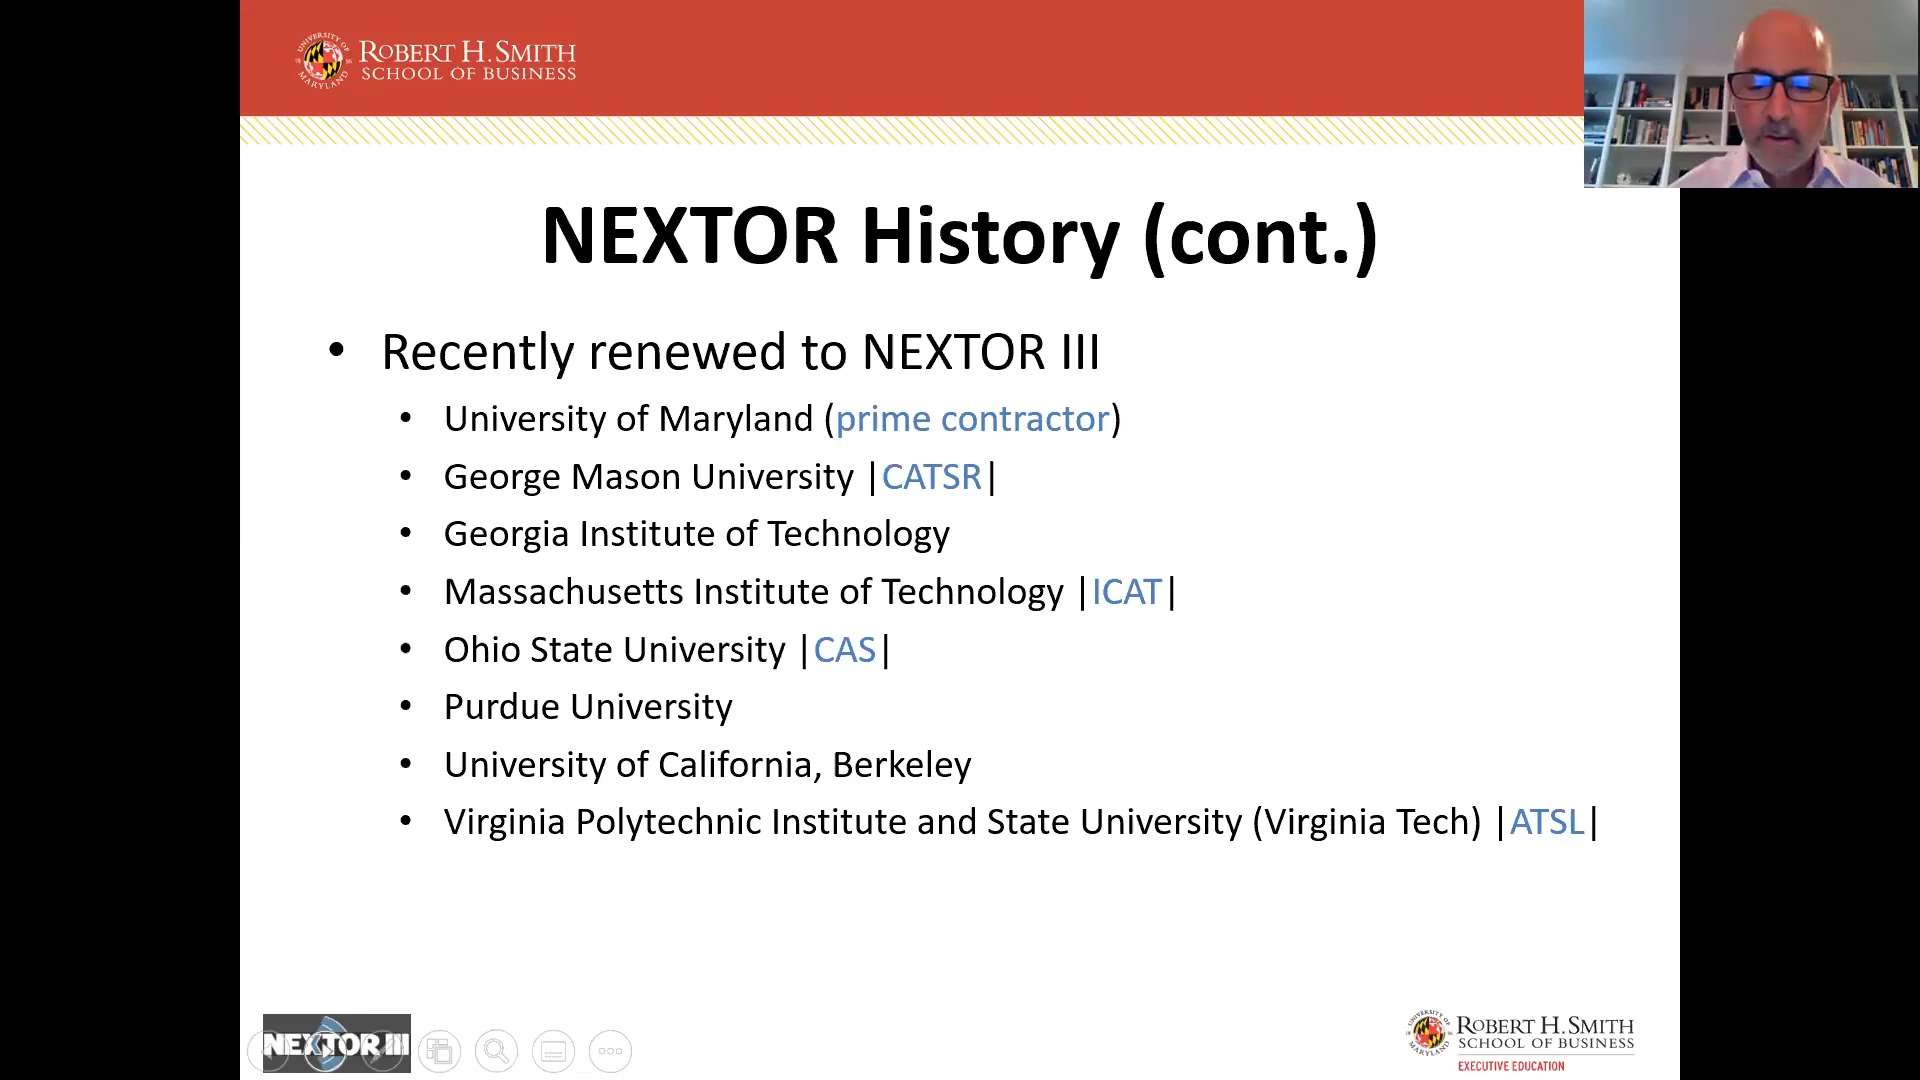 UNIVERSITY OF
MARYLAND
ROBERT H. SMITH
SCHOOL OF BUSINESS
NEXTOR History (cont.)
• Recently renewed to NEXTOR III
• University of Maryland (prime contractor)
• George Mason University |CATSR|
• Georgia Institute of Technology
• Massachusetts Institute of Technology |ICAT|
• Ohio State University |CAS|
• Purdue University
• University of California, Berkeley
• Virginia Polytechnic Institute and State University (Virginia Tech) |ATSL|
NEXTOR III
UNIVERSITY OF
MARYLAND
ROBERT H. SMITH
SCHOOL OF BUSINESS
EXECUTIVE EDUCATION